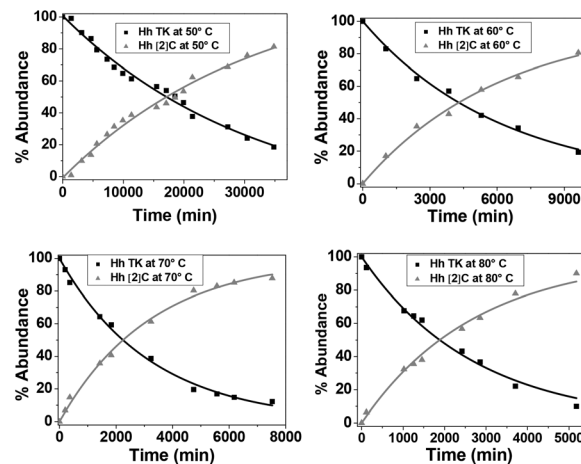 Hh TK at 50° C
Hh [2]C at 50° C
% Abundance
100
80
60
40
20
0
0 10000 20000 30000
Time (min)
Hh TK at 60° C
Hh [2]C at 60° C
% Abundance
100
80
60
40
20
0
0 3000 6000 9000
Time (min)
Hh TK at 70° C
Hh [2]C at 70° C
% Abundance
100
80
60
40
20
0
0 2000 4000 6000 8000
Time (min)
Hh TK at 80° C
Hh [2]C at 80° C
% Abundance
100
80
60
40
20
0
0 1000 2000 3000 4000 5000
Time (min)